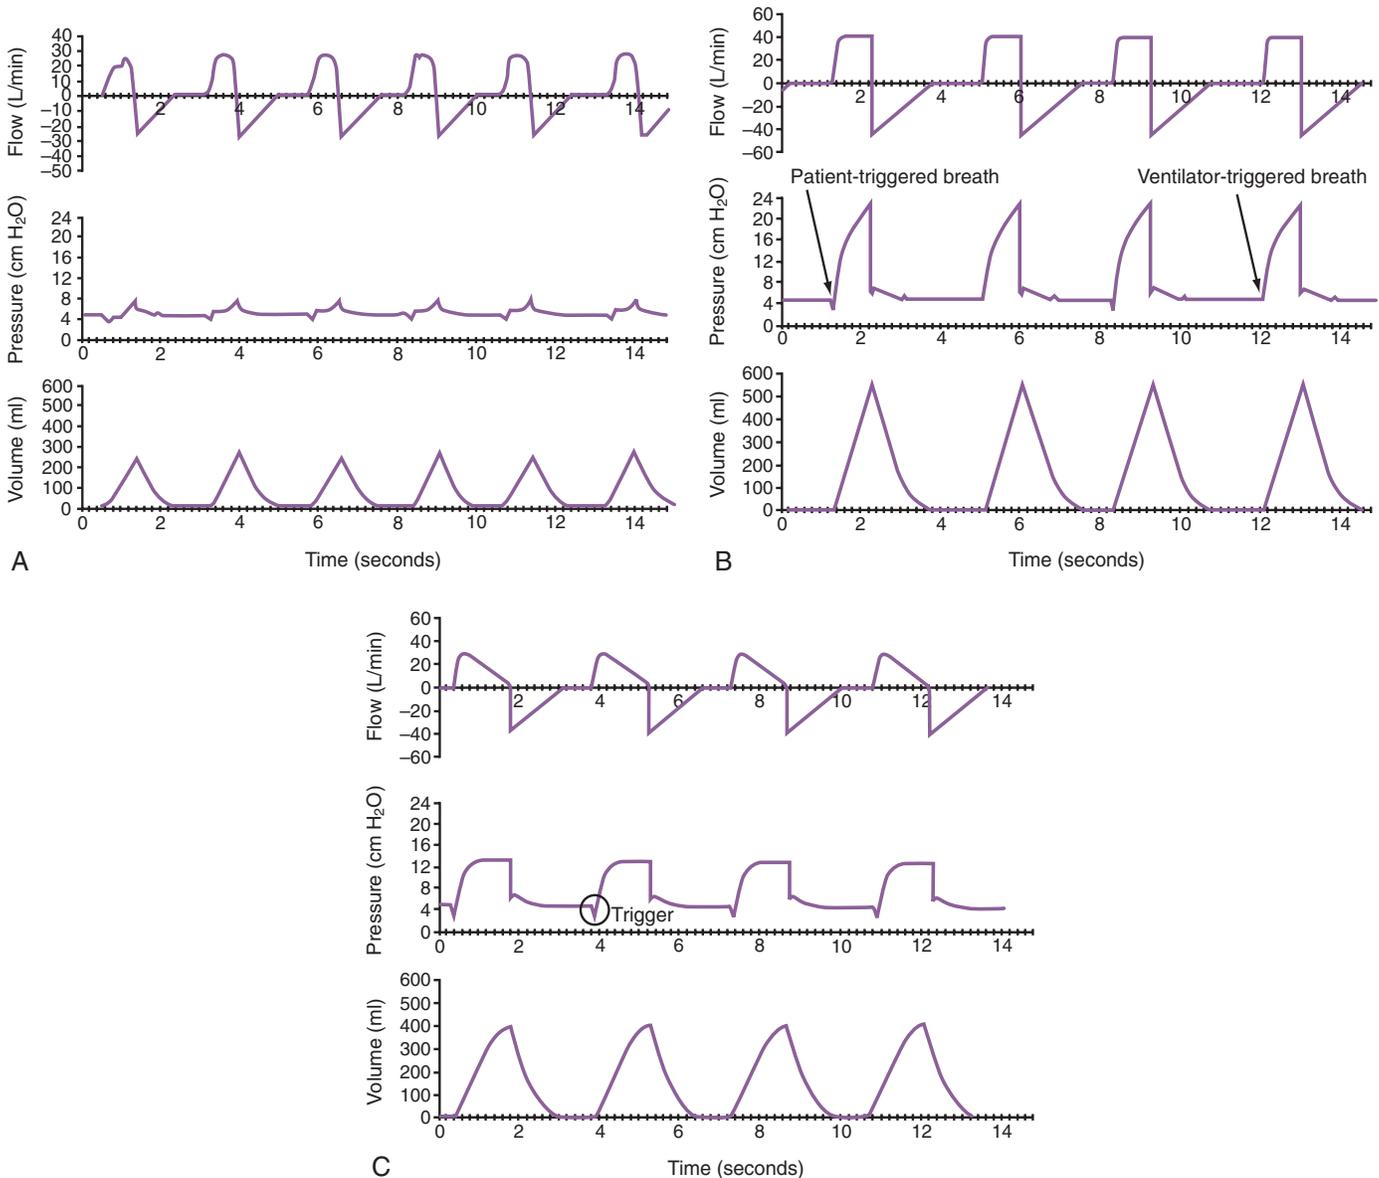 40
30
20
10
0
–10
–20
–30
–40
–50
Flow (L/min)
2 4 6 8 10 12 14
24
20
16
12
8
4
0
Pressure (cm H2O)
0 2 4 6 8 10 12 14
600
500
400
300
200
100
0
Volume (ml)
0 2 4 6 8 10 12 14
A
Time (seconds)
B
60
40
20
0
–20
–40
–60
Flow (L/min)
2 4 6 8 10 12 14
Patient-triggered breath
Ventilator-triggered breath
24
20
16
12
8
4
0
Pressure (cm H2O)
0 2 4 6 8 10 12 14
600
500
400
300
200
100
0
Volume (ml)
0 2 4 6 8 10 12 14
B
Time (seconds)
60
40
20
0
–20
–40
–60
Flow (L/min)
2 4 6 8 10 12 14
24
20
16
12
8
4
0
Pressure (cm H2O)
Trigger
0 2 4 6 8 10 12 14
600
500
400
300
200
100
0
Volume (ml)
0 2 4 6 8 10 12 14
C
Time (seconds)